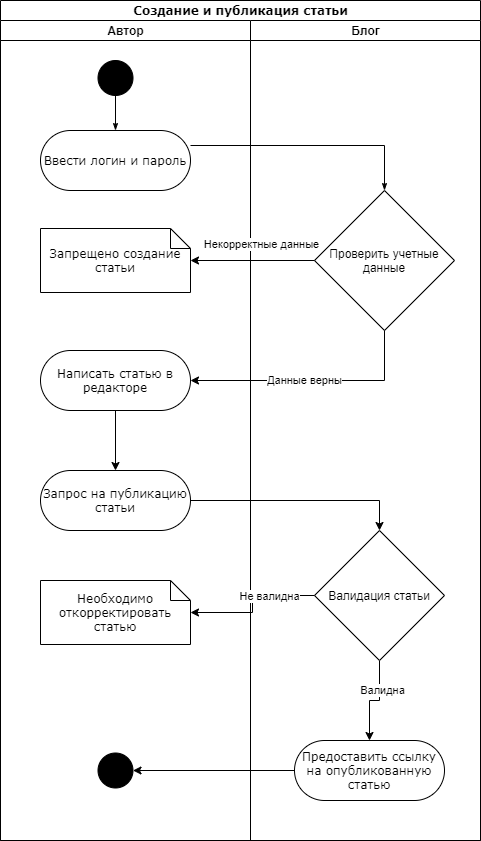 Создание и публикация статьи
Автор
Блог
Ввести логин и пароль
Некорректные данные
Запрещено создание
статьи
Проверить учетные
данные
Написать статью в
редакторе
Данные верны
Запрос на публикацию
статьи
Не валидна
Необходимо
откорректировать
статью
Валидация статьи
Валидна
Предоставить ссылку
на опубликованную
статью